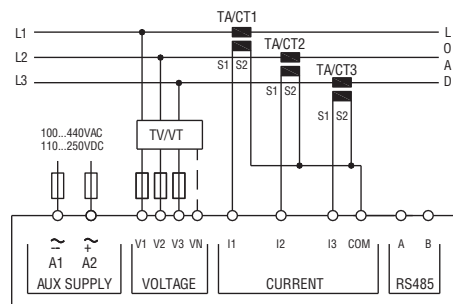 TA/CT1
L1
L
L2
TA/CT2
O
S1 S2
A
L3
TA/CT3
D
S1 S2
100...440VAC
110...250VDC
TV/VT
S1 S2
V1 V2 V3 VN I1 I2 I3 COM A B
~
--
~
+
A1 A2
AUX SUPPLY VOLTAGE CURRENT RS485